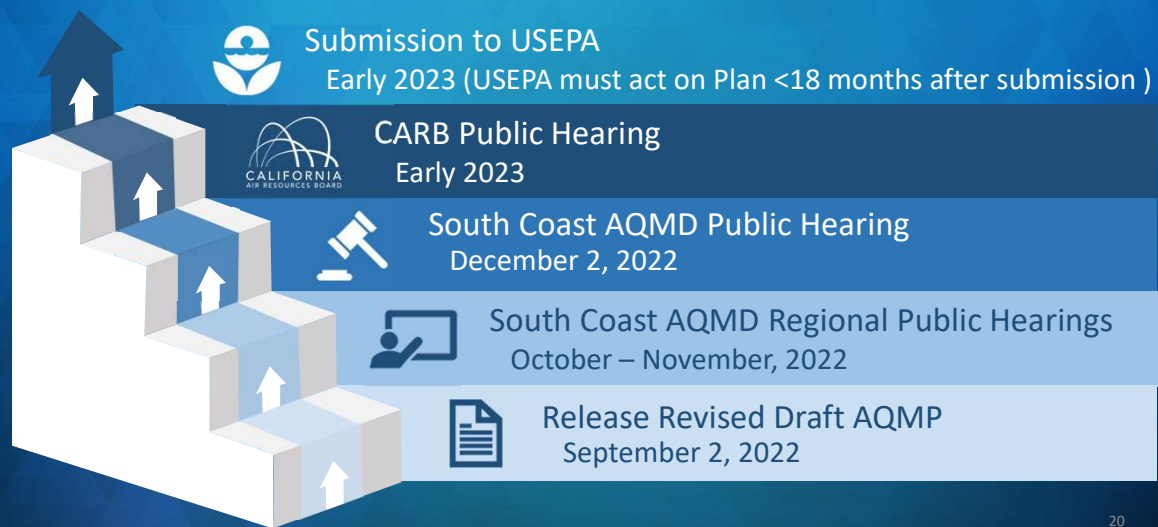 Submission to USEPA
Early 2023 (USEPA must act on Plan <18 months after submission )
CALIFORNIA
AIR RESOURCES BOARD
CARB Public Hearing
Early 2023
South Coast AQMD Public Hearing
December 2, 2022
South Coast AQMD Regional Public Hearings
October – November, 2022
Release Revised Draft AQMP
September 2, 2022
20